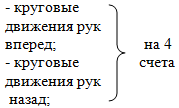 - круговые
движения рук
вперед;
- круговые
движения рук
назад;
на 4
счета